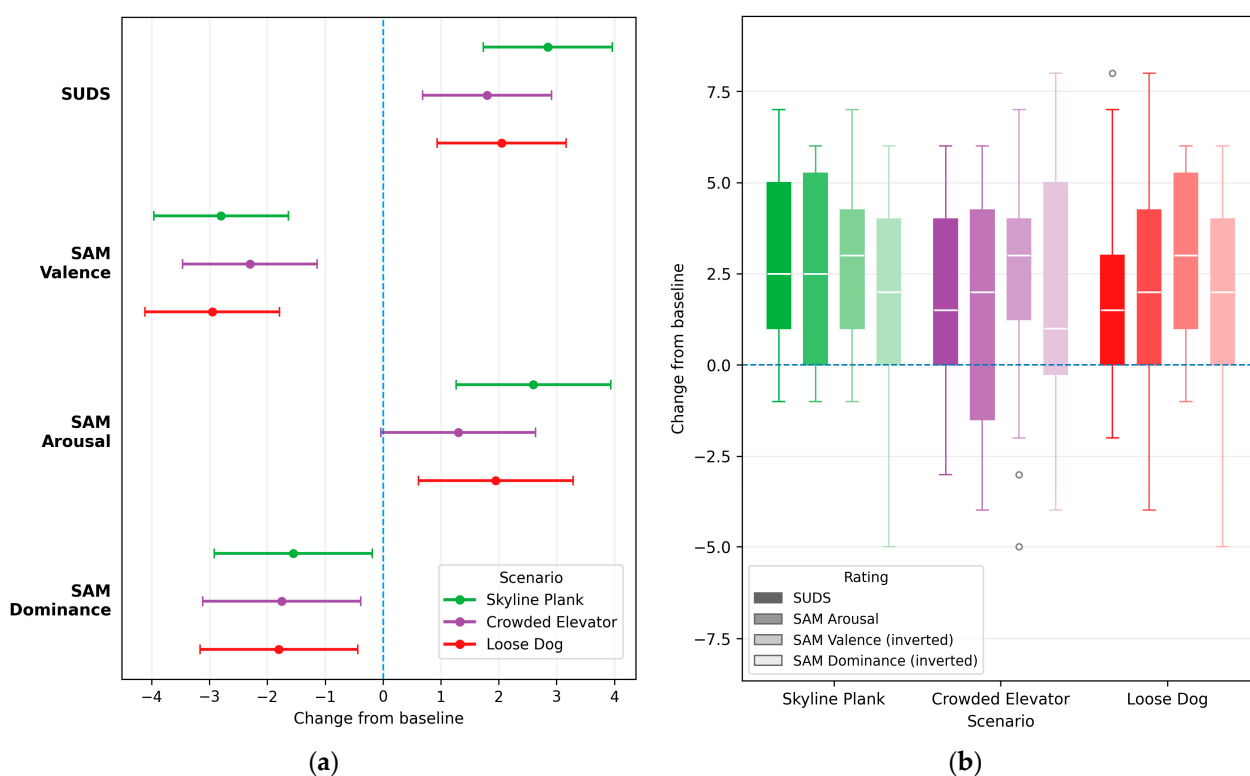 SUDS
SAM
Valence
SAM
Arousal
SAM
Dominance
Scenario
Skyline Plank
Crowded Elevator
Loose Dog
−4
−3
−2
−1
0
1
2
3
4
Change from baseline
(a)
Change from baseline
7.5
5.0
2.5
0.0
−2.5
−5.0
−7.5
Rating
SUDS
SAM Arousal
SAM Valence (inverted)
SAM Dominance (inverted)
Skyline Plank
Crowded Elevator
Loose Dog
Scenario
(b)